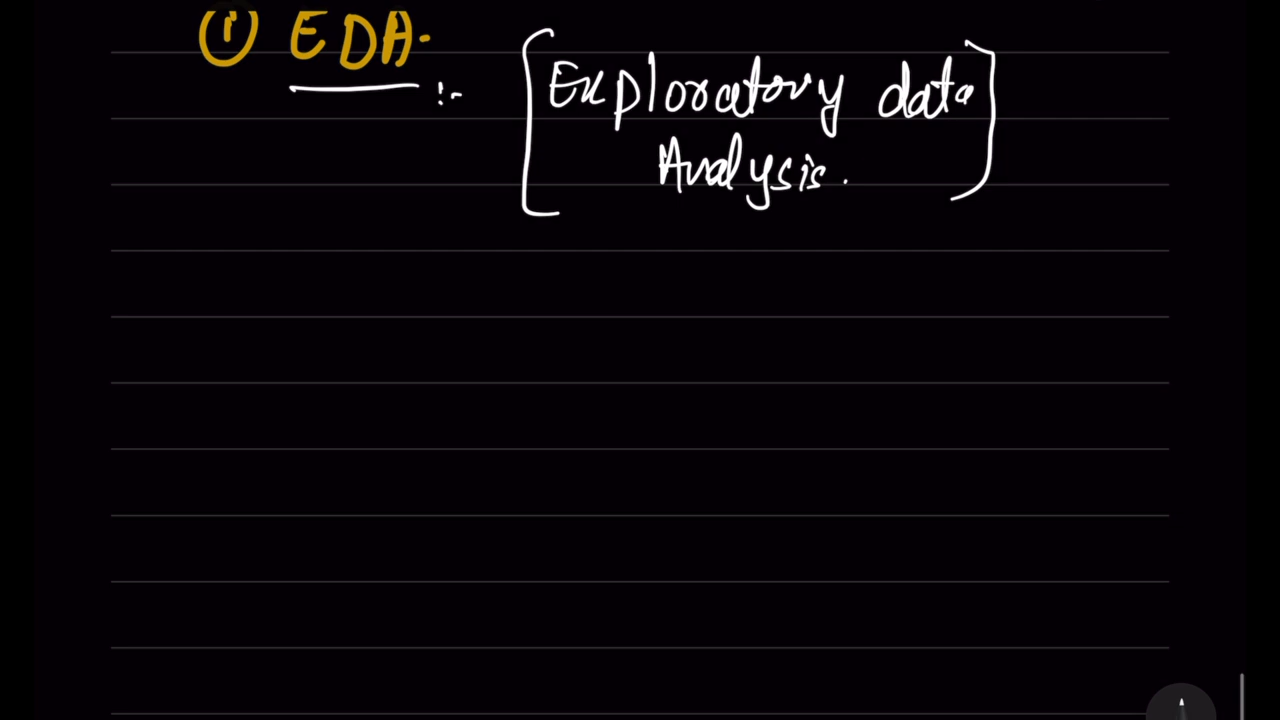 ① EDA. :- [Exploratory data
Analysis.]